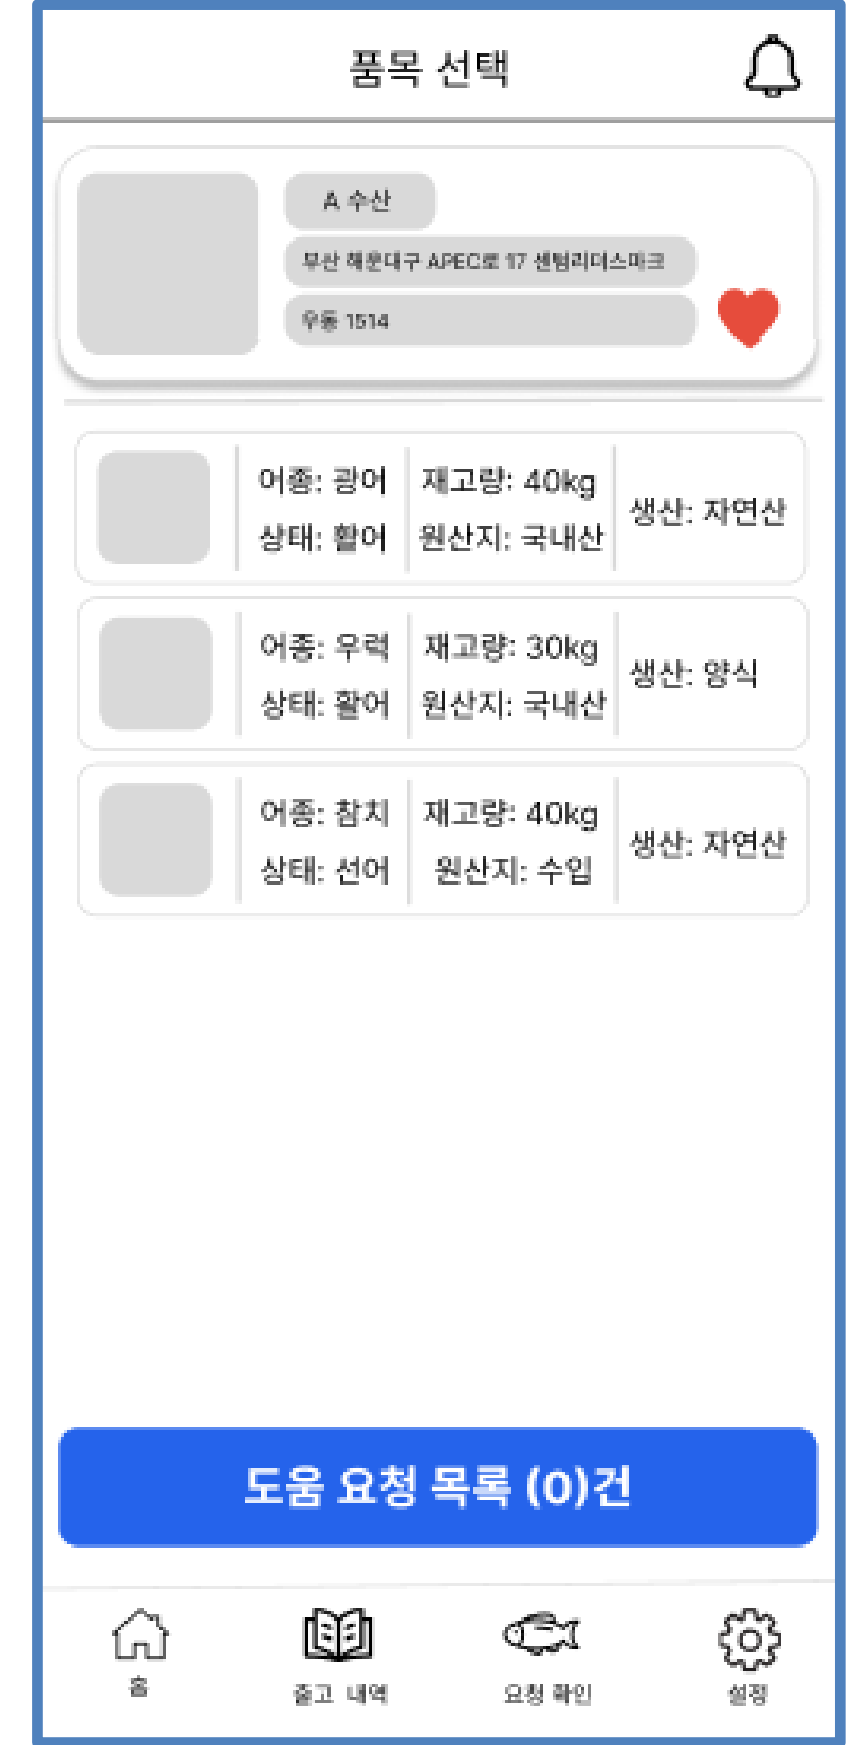 품목 선택
A 수산
부산 해운대구 APEC로 17 센텀리더스마크
우동 1514
어종: 광어
상태: 활어
재고량: 40kg
원산지: 국내산
생산: 자연산
어종: 우럭
상태: 활어
재고량: 30kg
원산지: 국내산
생산: 양식
어종: 참치
상태: 선어
재고량: 40kg
원산지: 수입
생산: 자연산
도움 요청 목록 (0)건
홈
출고 내역
요청 확인
설정